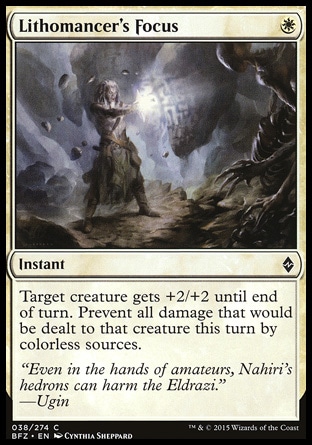 Lithomancer's Focus
Instant
Target creature gets +2/+2 until end
of turn. Prevent all damage that would
be dealt to that creature this turn by
colorless sources.
"Even in the hands of amateurs, Nahiri's
hedrons can harm the Eldrazi."
—Ugin
038/274 C
BFZ • EN Cynthia Sheppard
™ & © 2015 Wizards of the Coast